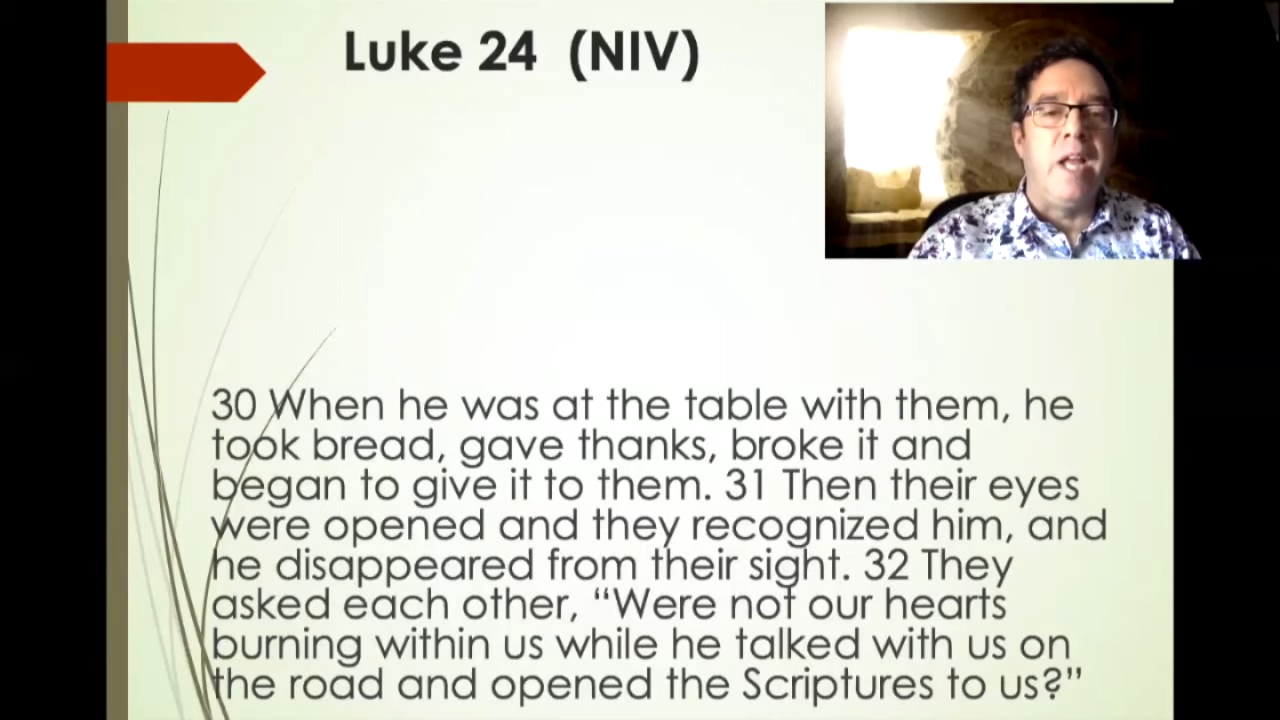 Luke 24 (NIV)
30 When he was at the table with them, he
took bread, gave thanks, broke it and
began to give it to them. 31 Then their eyes
were opened and they recognized him, and
he disappeared from their sight. 32 They
asked each other, “Were not our hearts
burning within us while he talked with us on
the road and opened the Scriptures to us?”